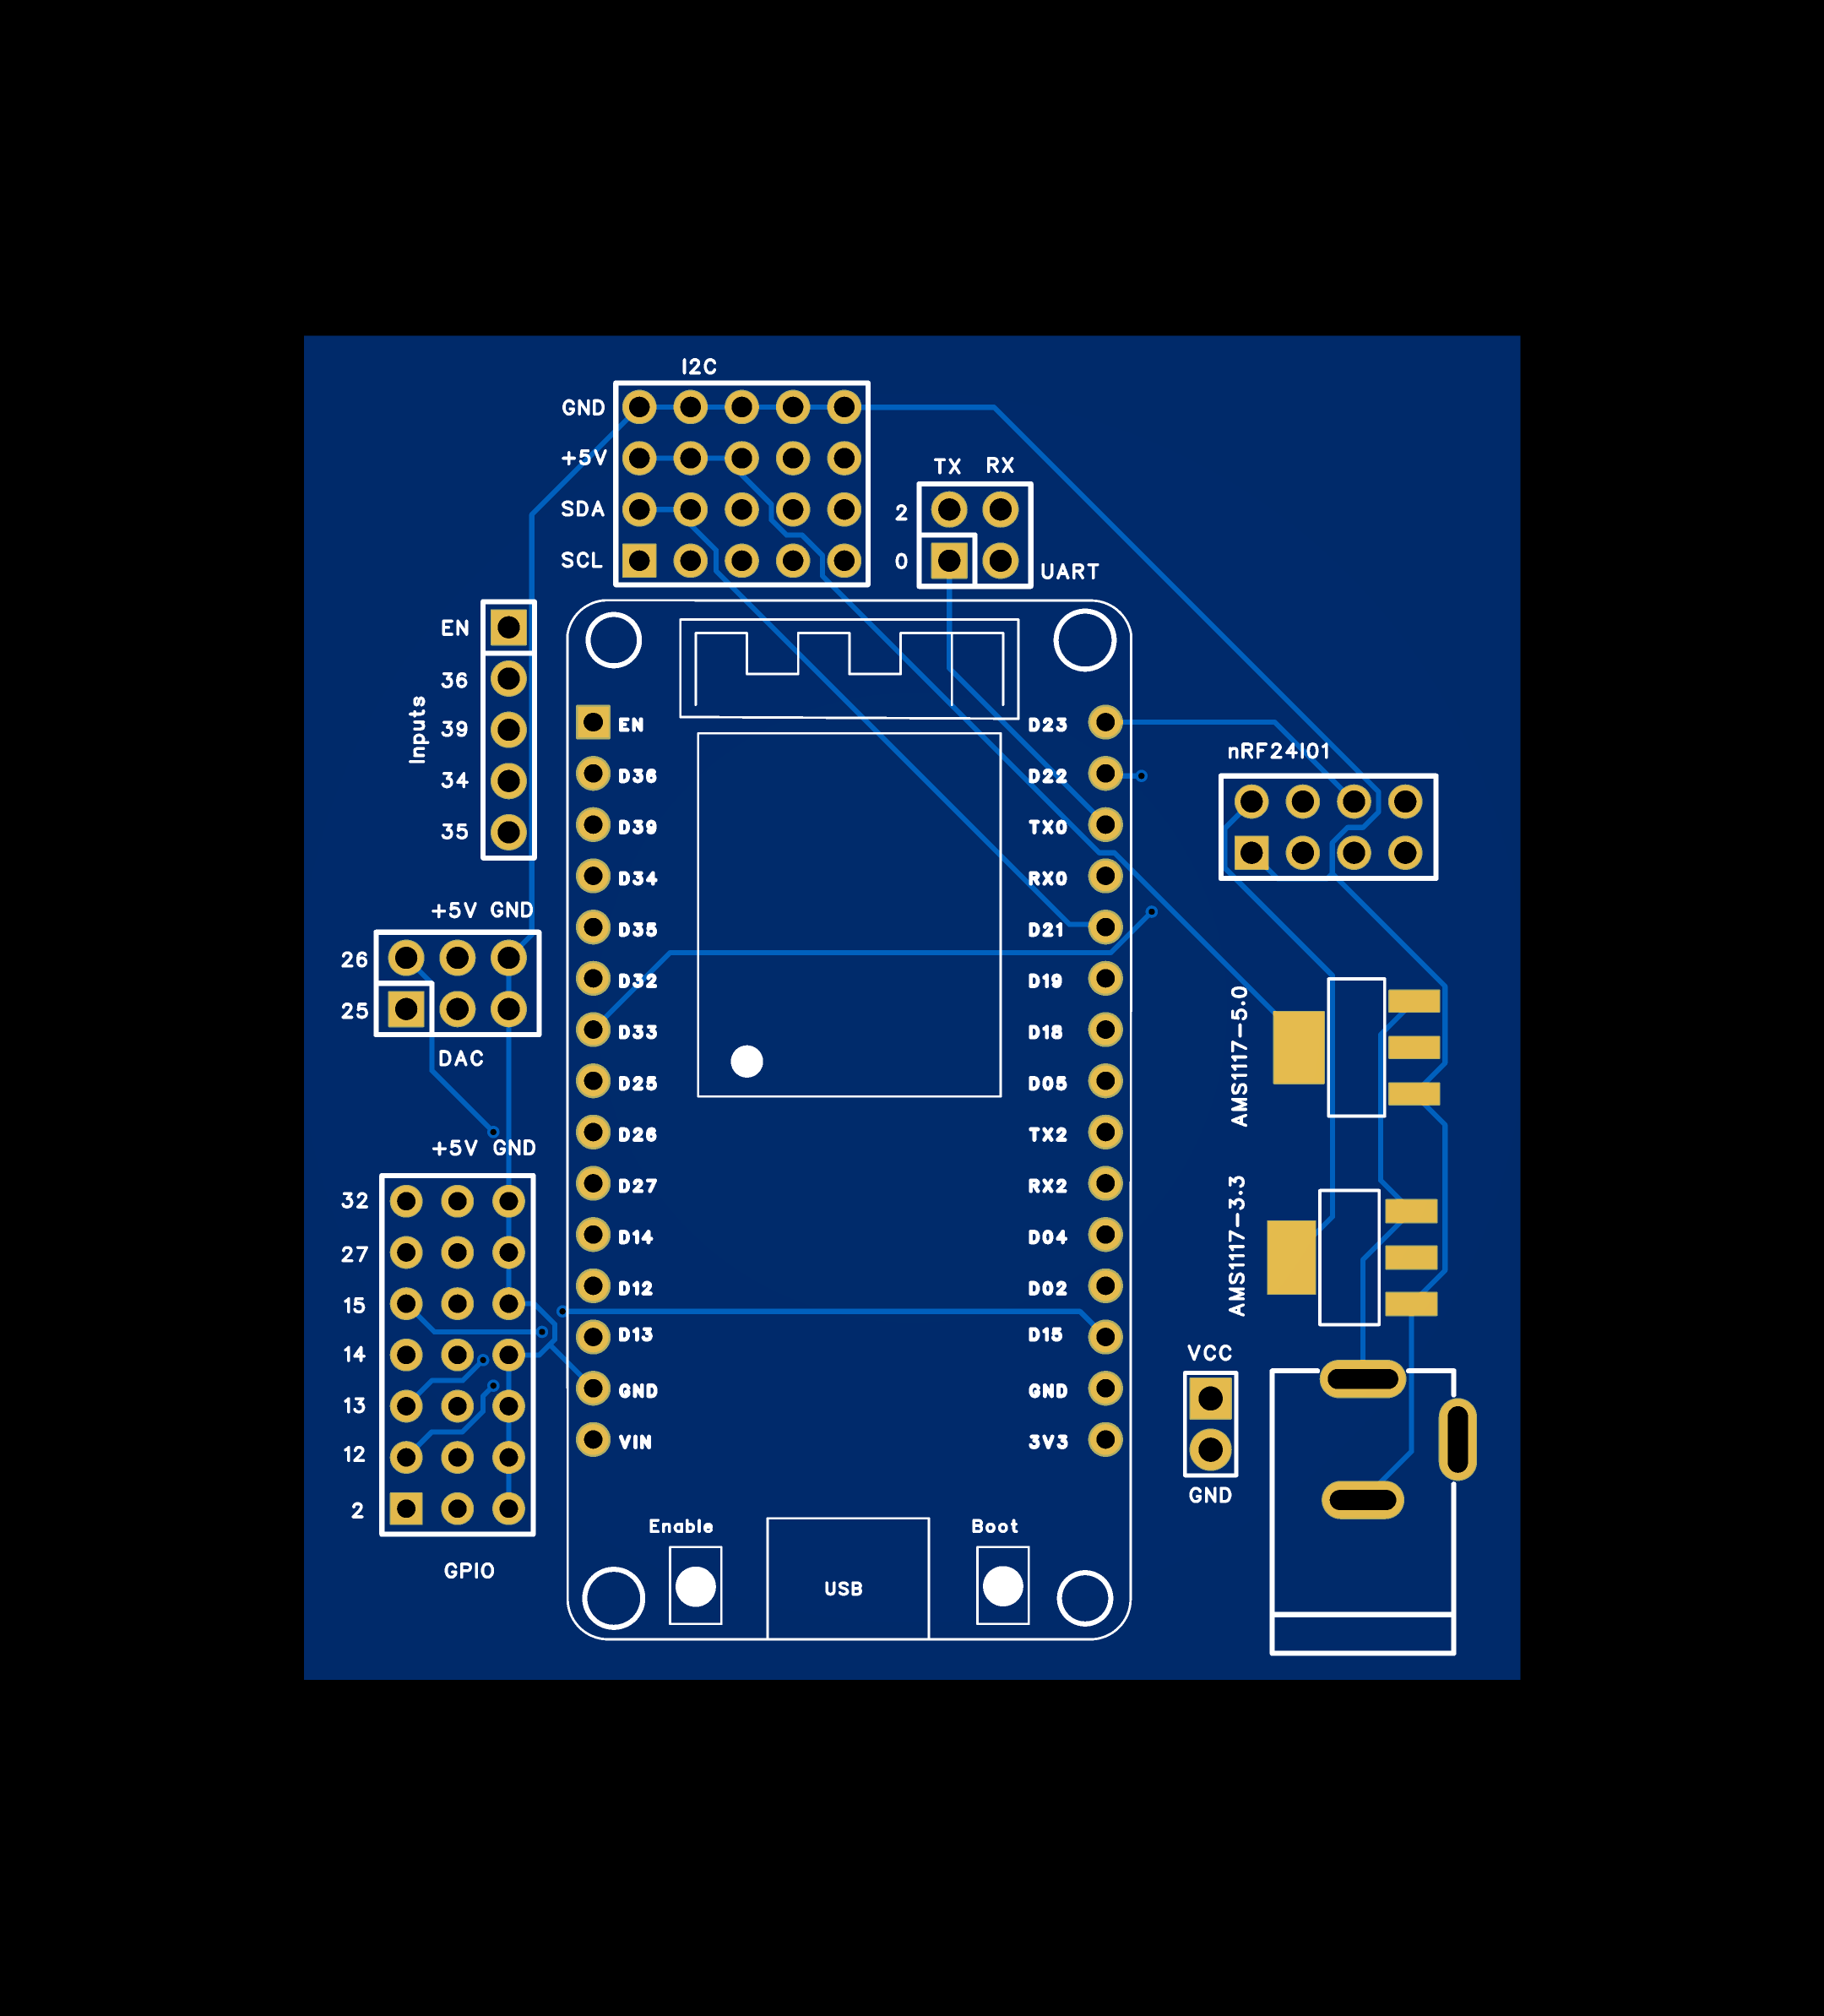 I2C
GND
+5V
SDA
SCL
TX RX
2
0
UART
EN
36
39
34
35
Inputs
+5V GND
26
25
DAC
+5V GND
32
27
15
14
13
12
2
GPIO
EN
D36
D39
D34
D35
D32
D33
D25
D26
D27
D14
D12
D13
GND
VIN
D23
D22
TX0
RX0
D21
D19
D18
D05
TX2
RX2
D04
D02
D15
GND
3V3
Enable
USB
Boot
nRF24l01
AMS1117-5.0
AMS1117-3.3
VCC
GND